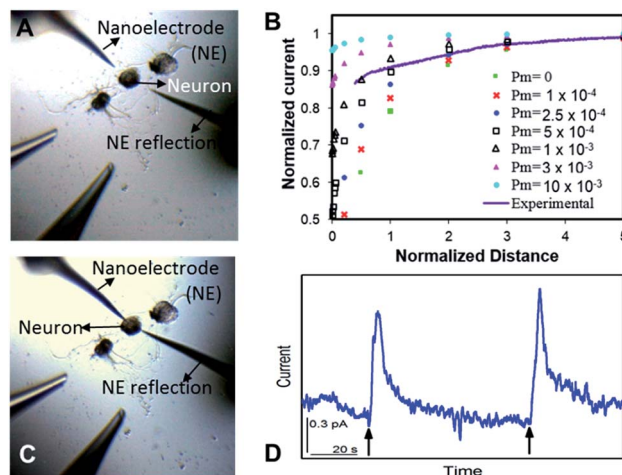 A
Nanoelectrode
(NE)
Neuron
NE reflection
B
Normalized current
1
0.9
0.8
0.7
0.6
0.5
0
1
2
3
4
5
Pm= 0
Pm= 1 x 10-4
Pm= 2.5 x 10-4
Pm= 5 x 10-4
Pm= 1 x 10-3
Pm= 3 x 10-3
Pm= 10 x 10-3
Experimental
Normalized Distance
Nanoelectrode
(NE)
Neuron
NE reflection
C
Current
0.3 pA
20 s
D
Time